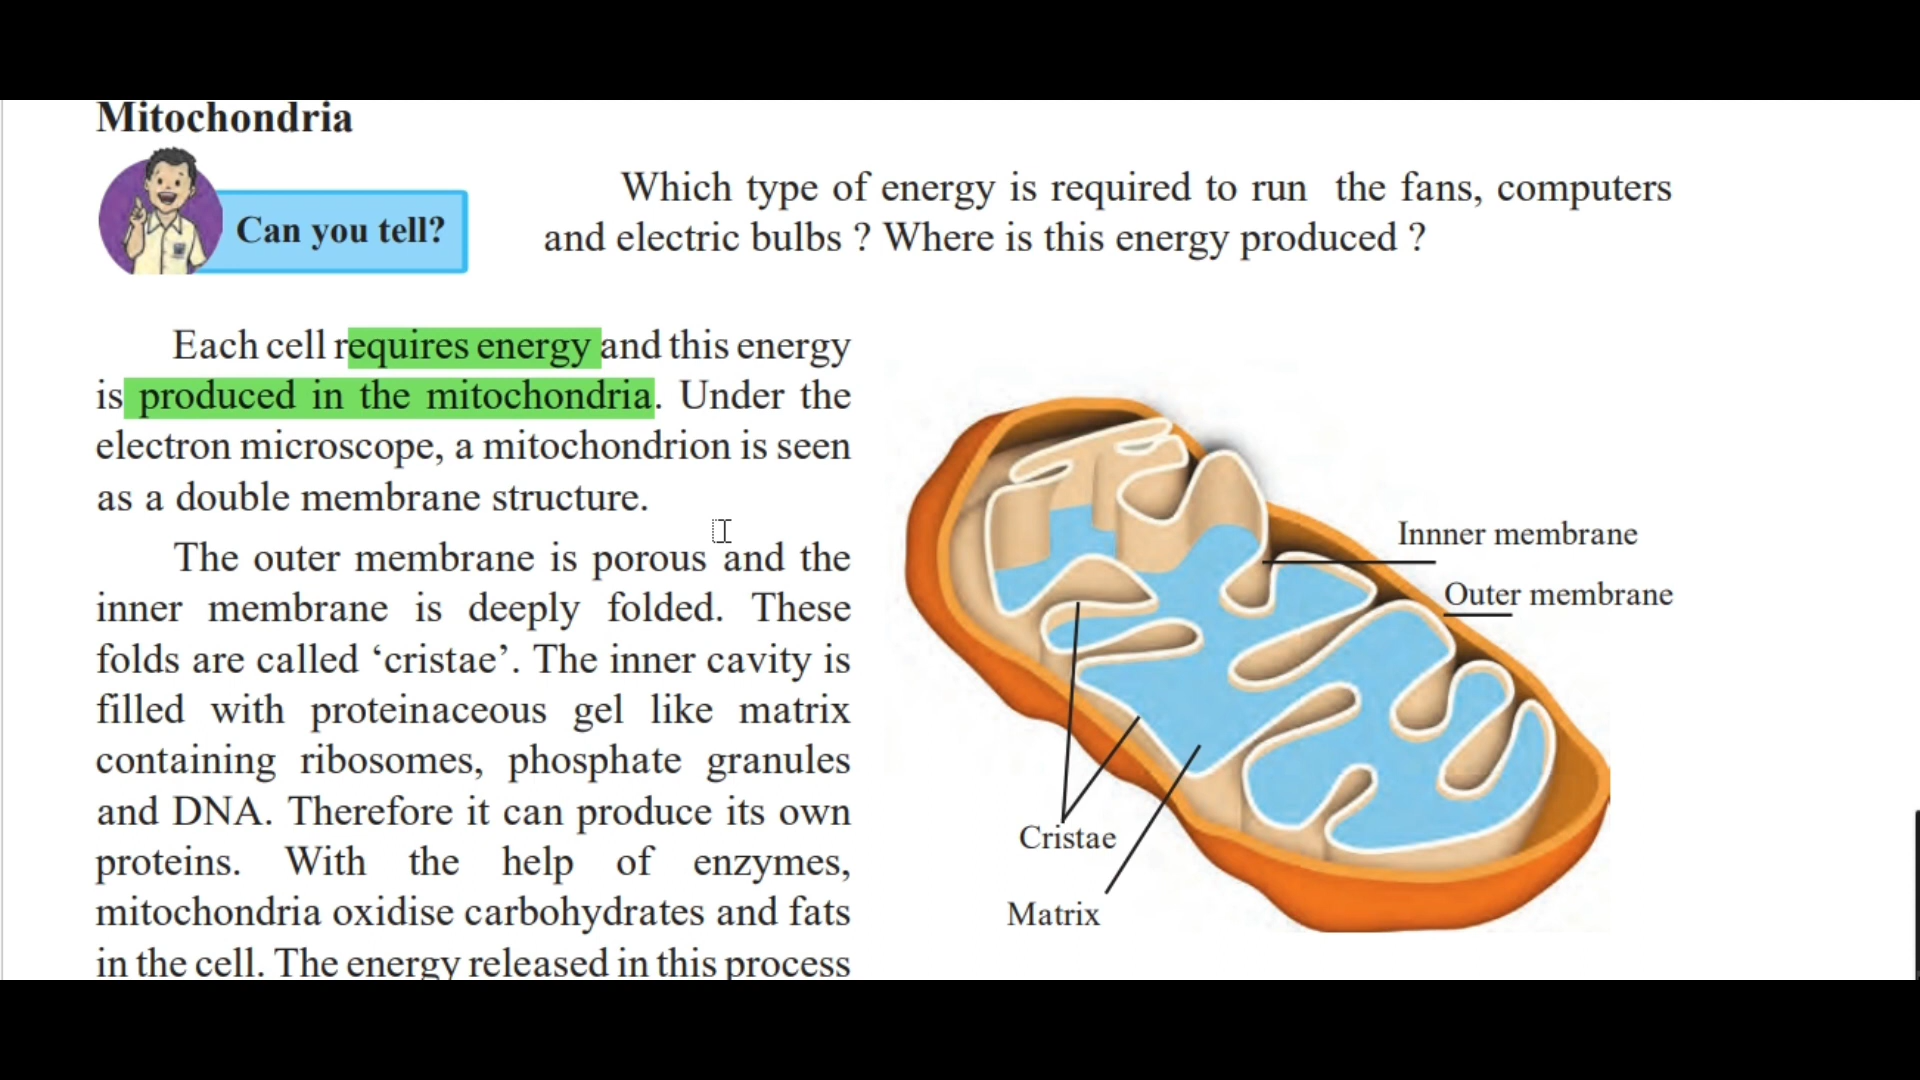 Mitochondria
Can you tell?
Which type of energy is required to run the fans, computers
and electric bulbs ? Where is this energy produced ?
Each cell requires energy and this energy
is produced in the mitochondria. Under the
electron microscope, a mitochondrion is seen
as a double membrane structure.
The outer membrane is porous and the
inner membrane is deeply folded. These
folds are called ‘cristae’. The inner cavity is
filled with proteinaceous gel like matrix
containing ribosomes, phosphate granules
and DNA. Therefore it can produce its own
proteins. With the help of enzymes,
mitochondria oxidise carbohydrates and fats
in the cell. The energy released in this process
Innner membrane
Outer membrane
Cristae
Matrix